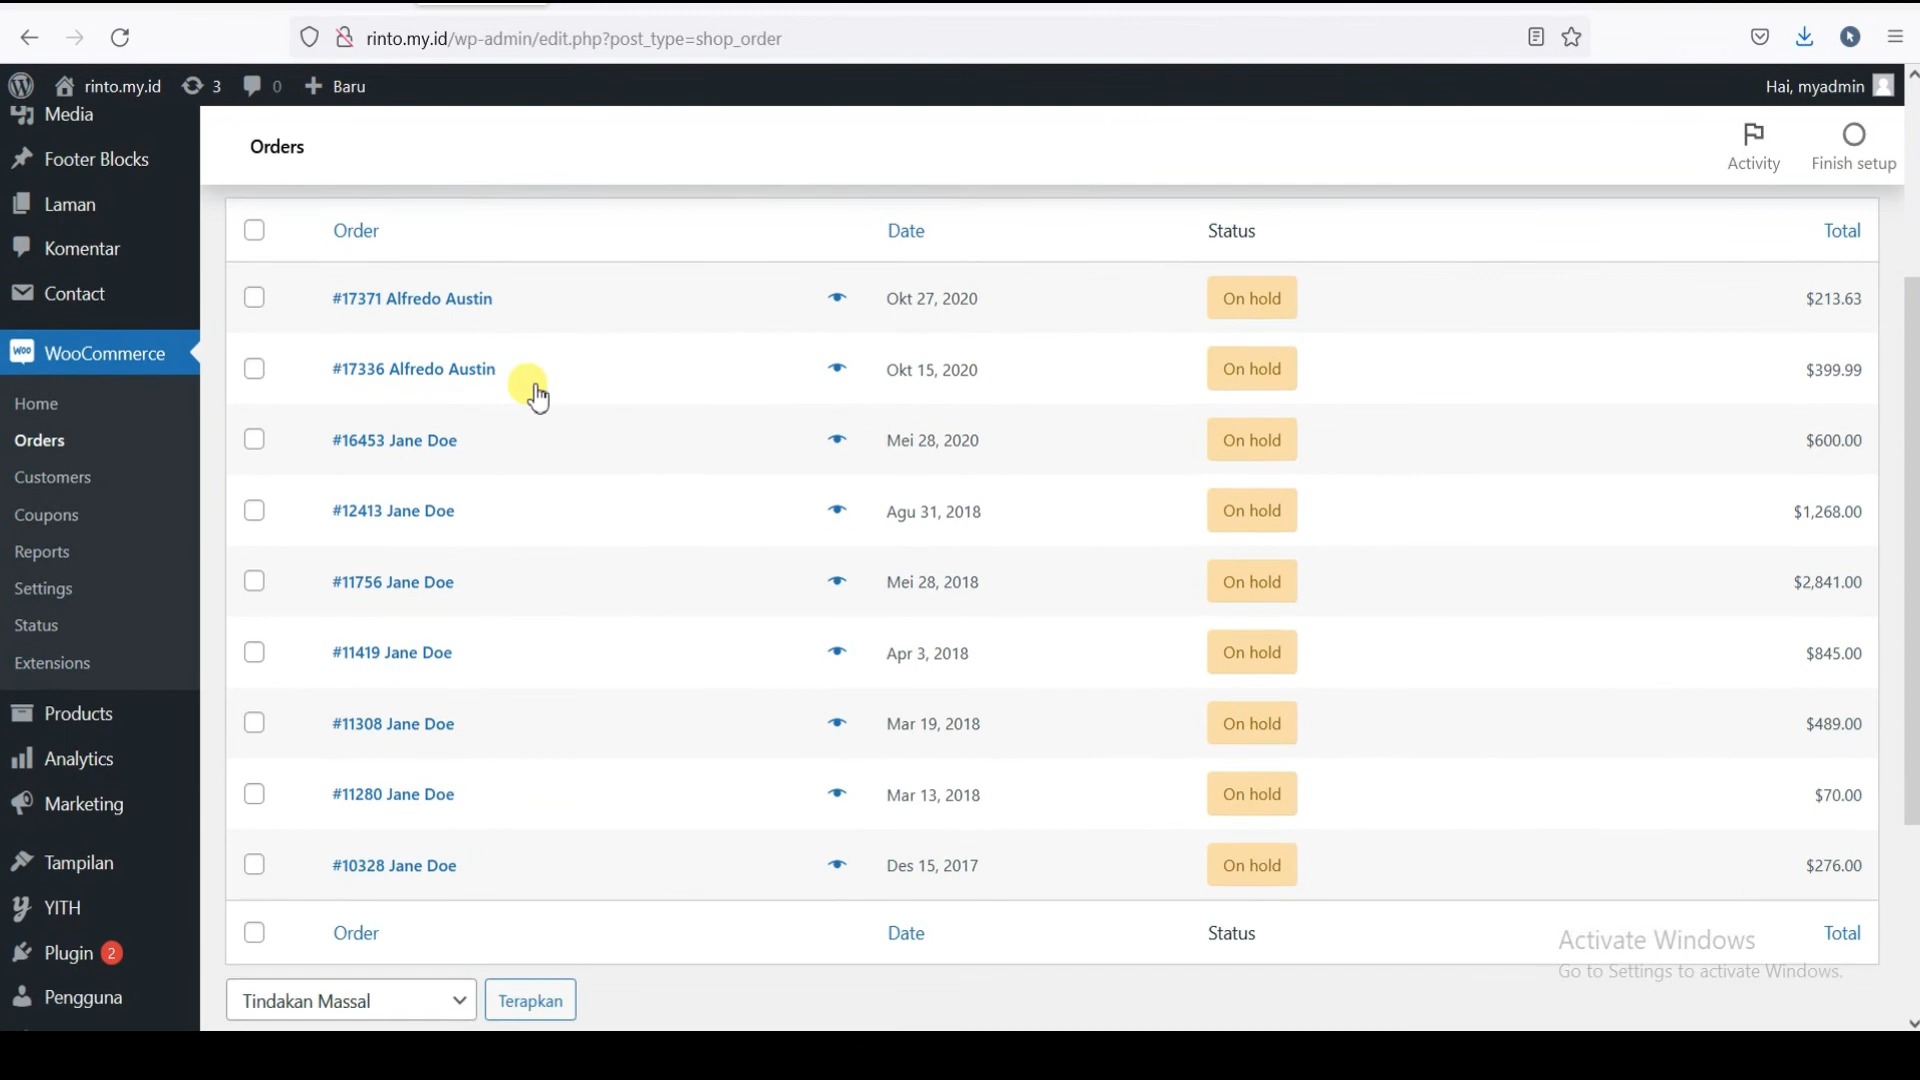 rinto.my.id/wp-admin/edit.php?post_type=shop_order
rinto.my.id 3 0 Baru Hai, myadmin
Media
Footer Blocks
Laman
Komentar
Contact
WooCommerce
Home
Orders
Customers
Coupons
Reports
Settings
Status
Extensions
Products
Analytics
Marketing
Tampilan
YITH
Plugin 2
Pengguna
Orders
Activity
Finish setup
Order Date Status Total
#17371 Alfredo Austin Okt 27, 2020 On hold $213.63
#17336 Alfredo Austin Okt 15, 2020 On hold $399.99
#16453 Jane Doe Mei 28, 2020 On hold $600.00
#12413 Jane Doe Agu 31, 2018 On hold $1,268.00
#11756 Jane Doe Mei 28, 2018 On hold $2,841.00
#11419 Jane Doe Apr 3, 2018 On hold $845.00
#11308 Jane Doe Mar 19, 2018 On hold $489.00
#11280 Jane Doe Mar 13, 2018 On hold $70.00
#10328 Jane Doe Des 15, 2017 On hold $276.00
Order Date Status Total
Activate Windows
Go to Settings to activate Windows.
Tindakan Massal Terapkan